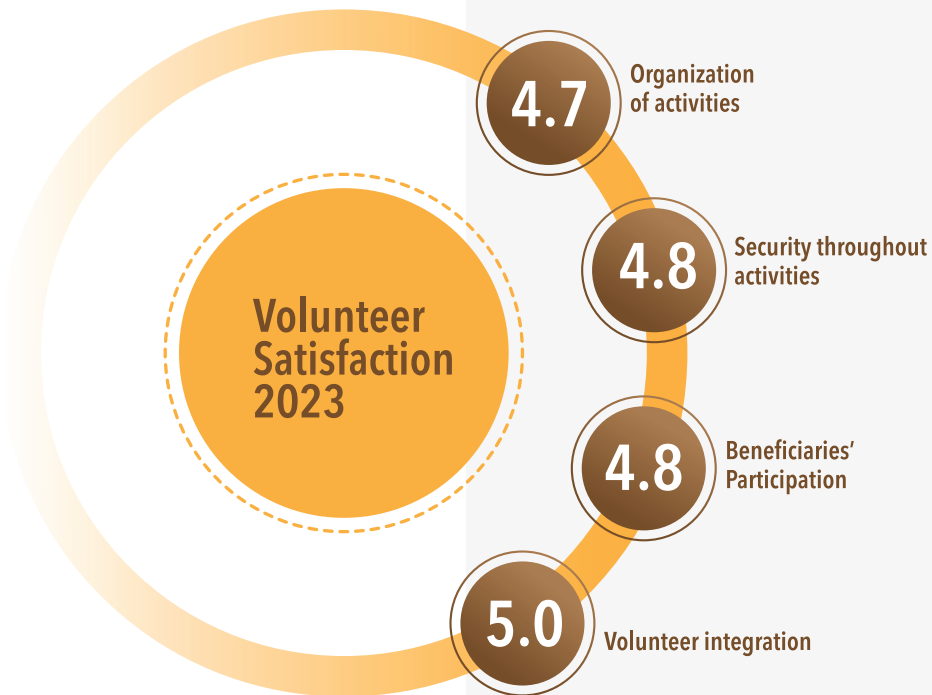 Volunteer
Satisfaction
2023
4.7
Organization
of activities
4.8
Security throughout
activities
4.8
Beneficiaries’
Participation
5.0
Volunteer integration